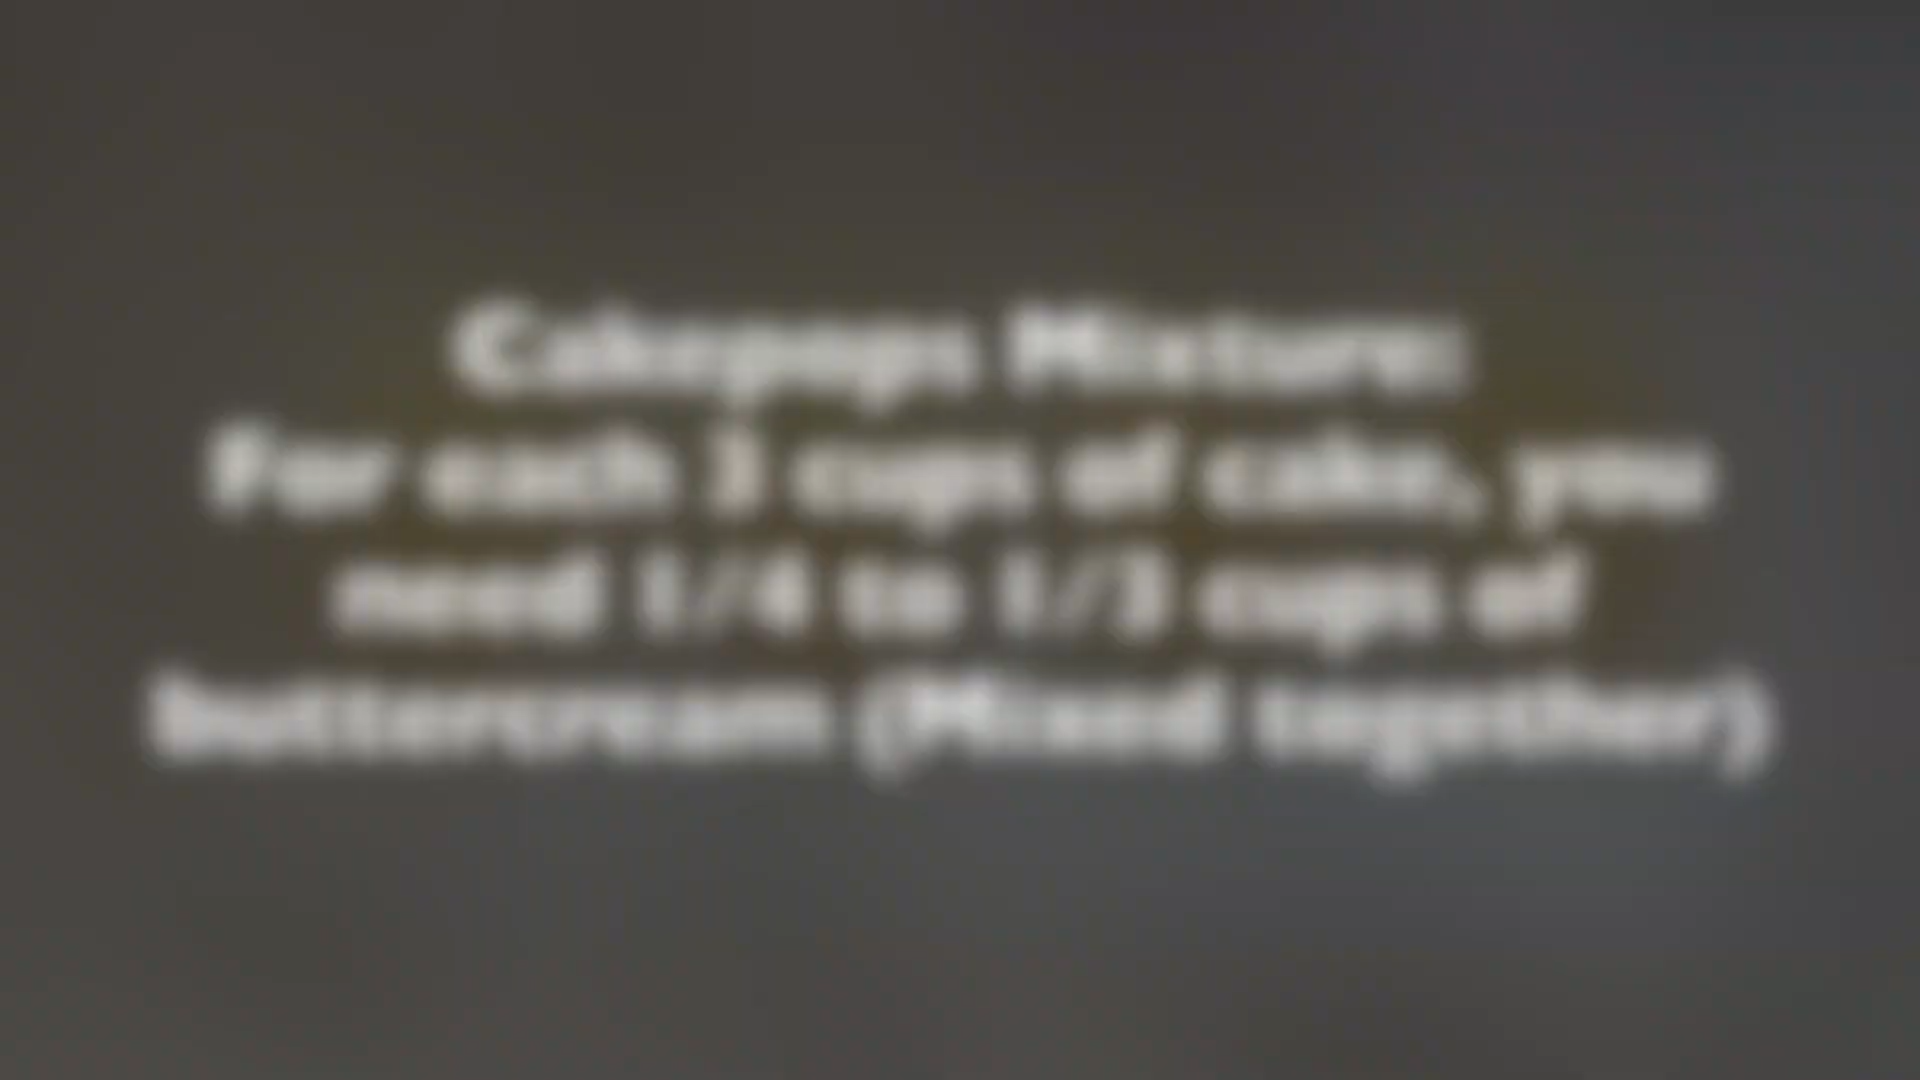 Cakepops Mixture:
For each 3 cups of cake, you
need 1/4 to 1/3 cups of
buttercream (Mixed together)